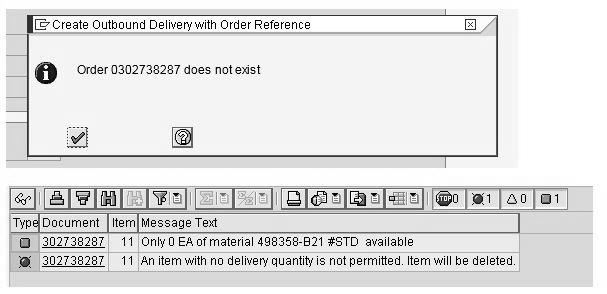 Create Outbound Delivery with Order Reference
Order 0302738287 does not exist
STOP 0 1 0 1
Type Document Item Message Text
302738287 11 Only 0 EA of material 498358-B21 #STD available
302738287 11 An item with no delivery quantity is not permitted. Item will be deleted.